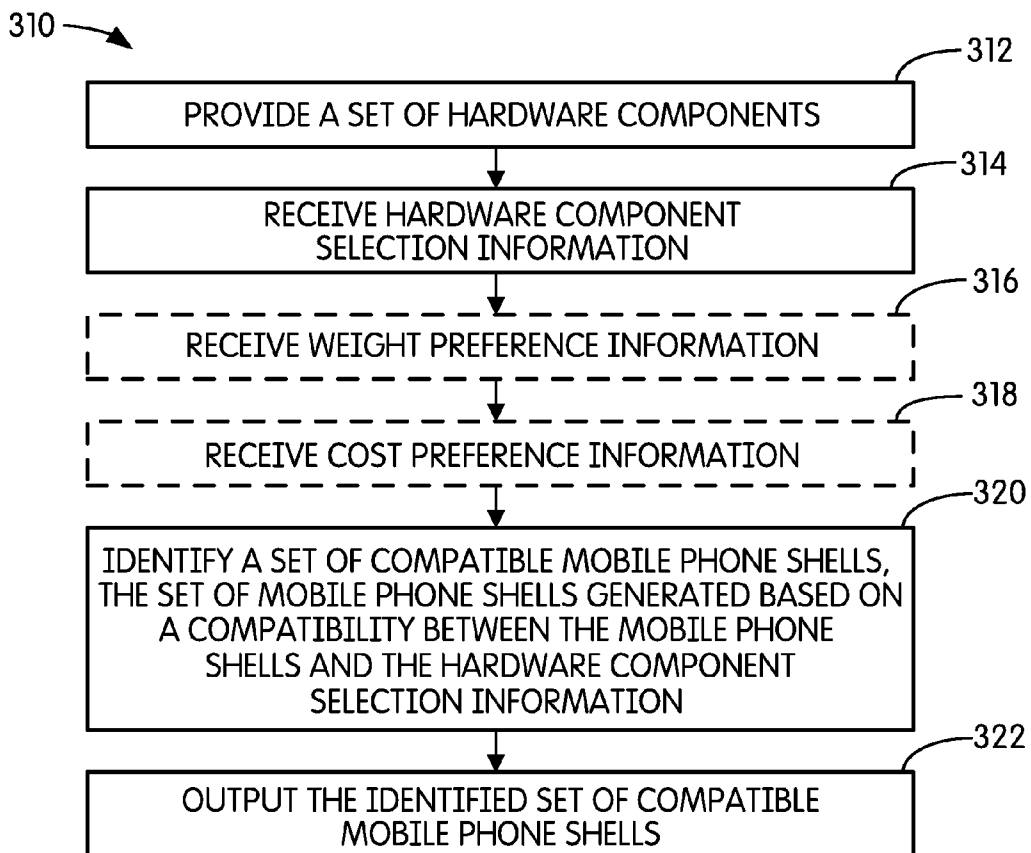 310
312
PROVIDE A SET OF HARDWARE COMPONENTS
314
RECEIVE HARDWARE COMPONENT
SELECTION INFORMATION
316
RECEIVE WEIGHT PREFERENCE INFORMATION
318
RECEIVE COST PREFERENCE INFORMATION
320
IDENTIFY A SET OF COMPATIBLE MOBILE PHONE SHELLS,
THE SET OF MOBILE PHONE SHELLS GENERATED BASED ON
A COMPATIBILITY BETWEEN THE MOBILE PHONE
SHELLS AND THE HARDWARE COMPONENT
SELECTION INFORMATION
322
OUTPUT THE IDENTIFIED SET OF COMPATIBLE
MOBILE PHONE SHELLS